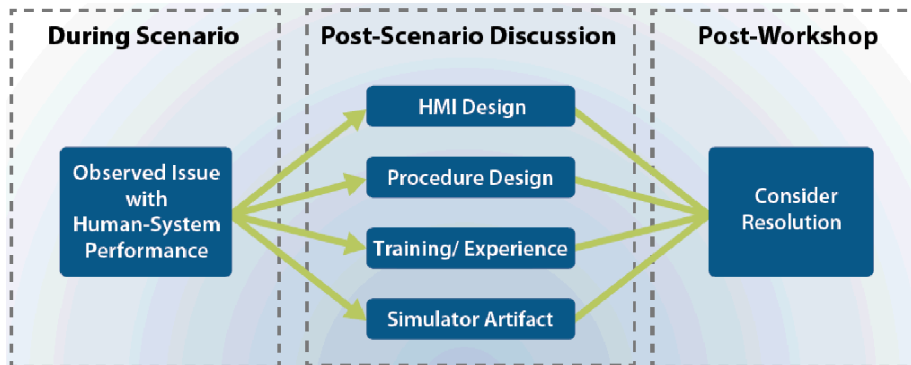 During Scenario
Post-Scenario Discussion
Post-Workshop
Observed Issue
with
Human-System
Performance
HMI Design
Procedure Design
Training/ Experience
Simulator Artifact
Consider
Resolution